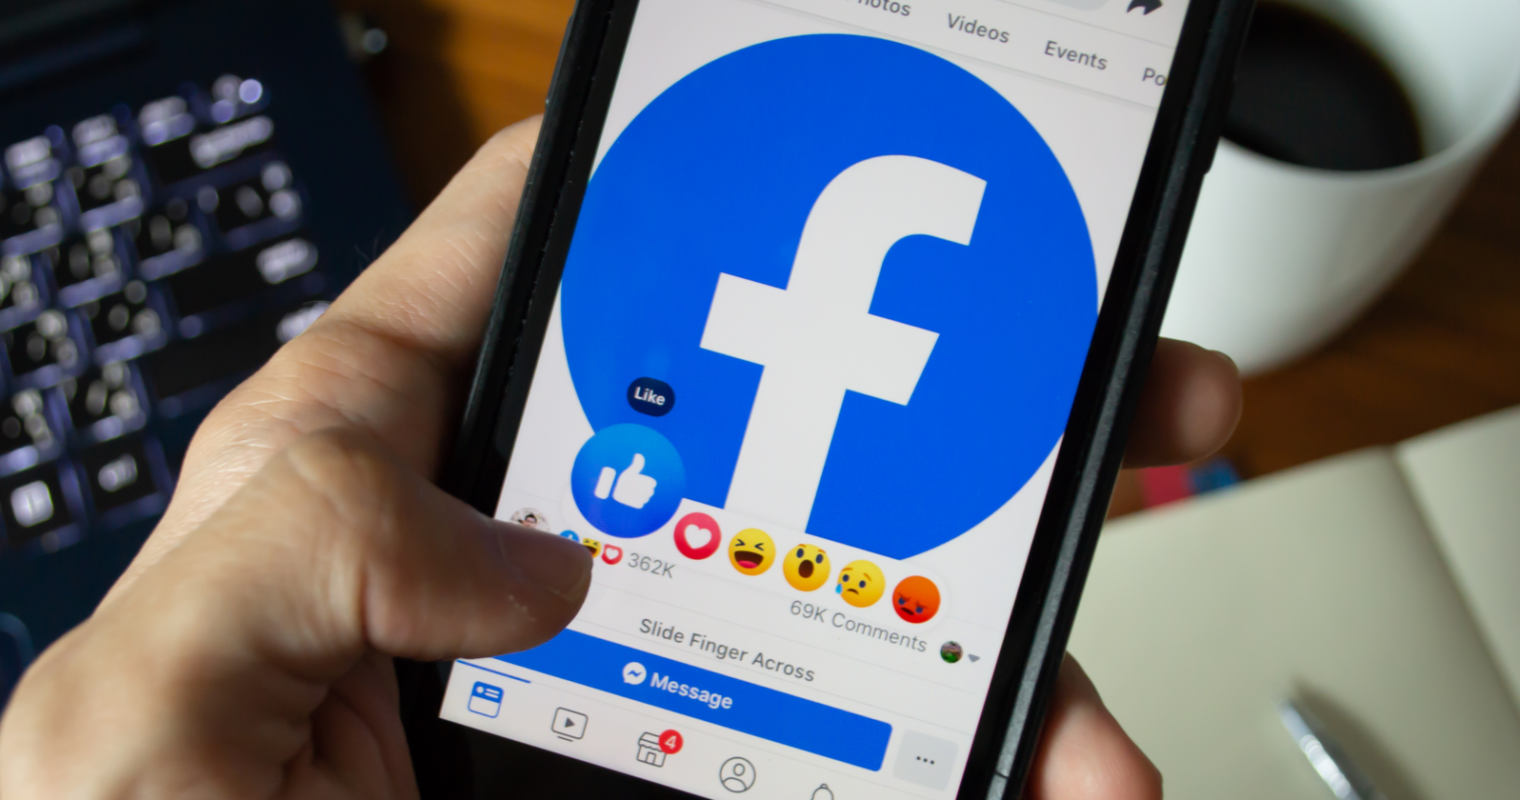 Videos Events
Like
362K
69K Comments
Slide Finger Across
Message
4